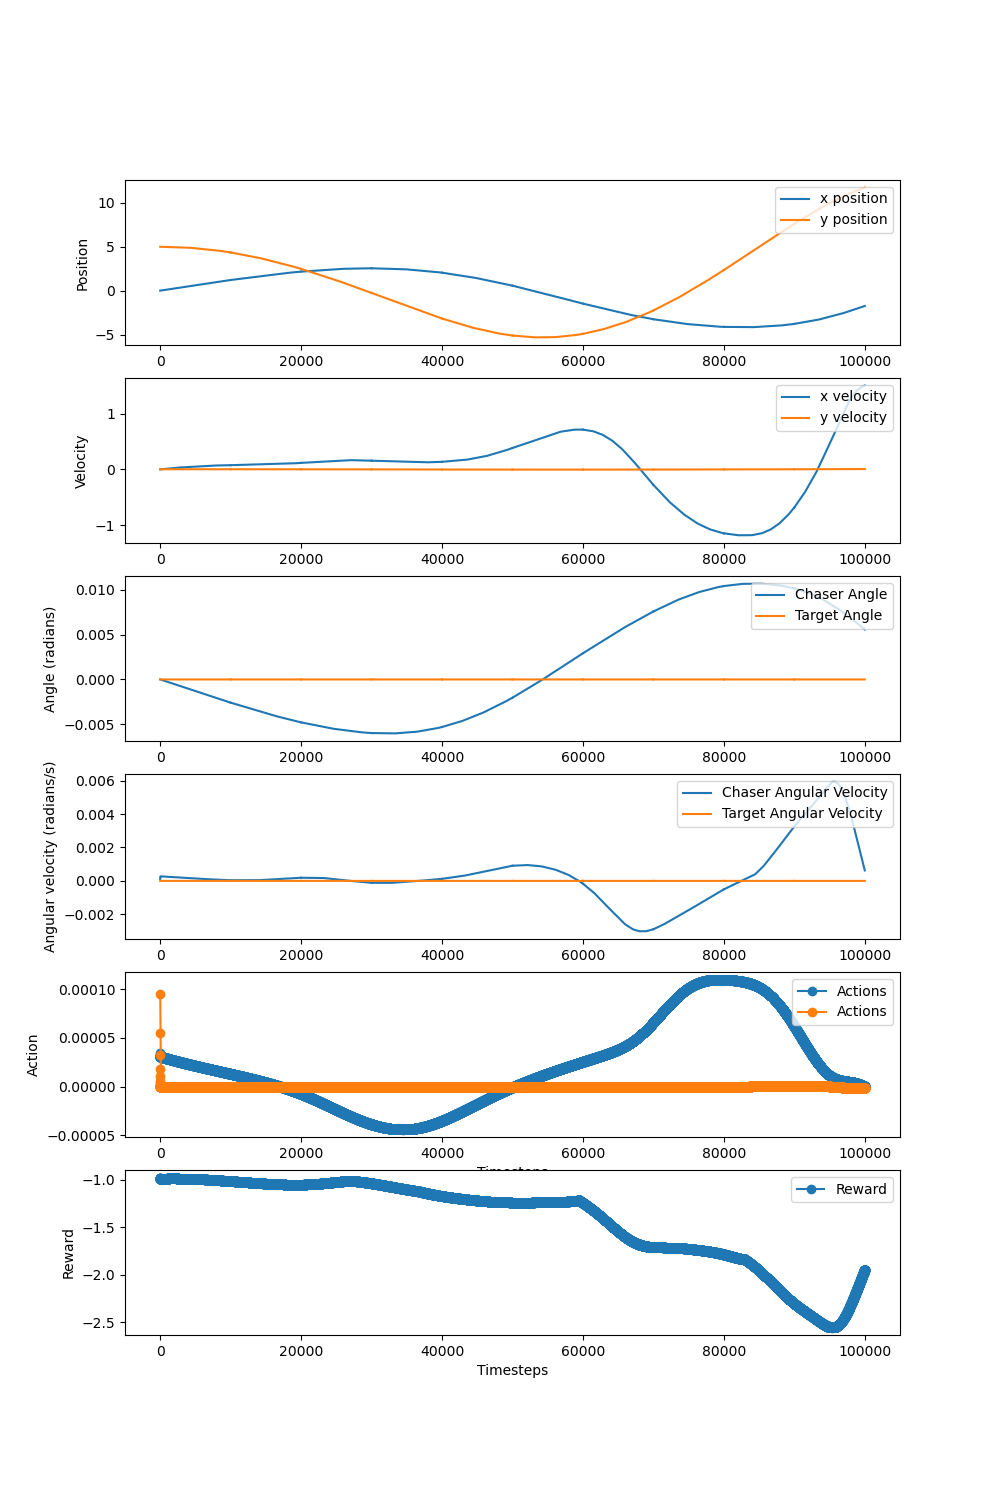 10
5
0
−5
Position
x position
y position
0 20000 40000 60000 80000 100000
1
0
−1
Velocity
x velocity
y velocity
0 20000 40000 60000 80000 100000
0.010
0.005
0.000
−0.005
Angle (radians)
Chaser Angle
Target Angle
0 20000 40000 60000 80000 100000
0.006
0.004
0.002
0.000
−0.002
Angular velocity (radians/s)
Chaser Angular Velocity
Target Angular Velocity
0 20000 40000 60000 80000 100000
0.00010
0.00005
0.00000
−0.00005
Action
Actions
Actions
0 20000 40000 60000 80000 100000
Timesteps
−1.0
−1.5
−2.0
−2.5
Reward
Reward
0 20000 40000 60000 80000 100000
Timesteps